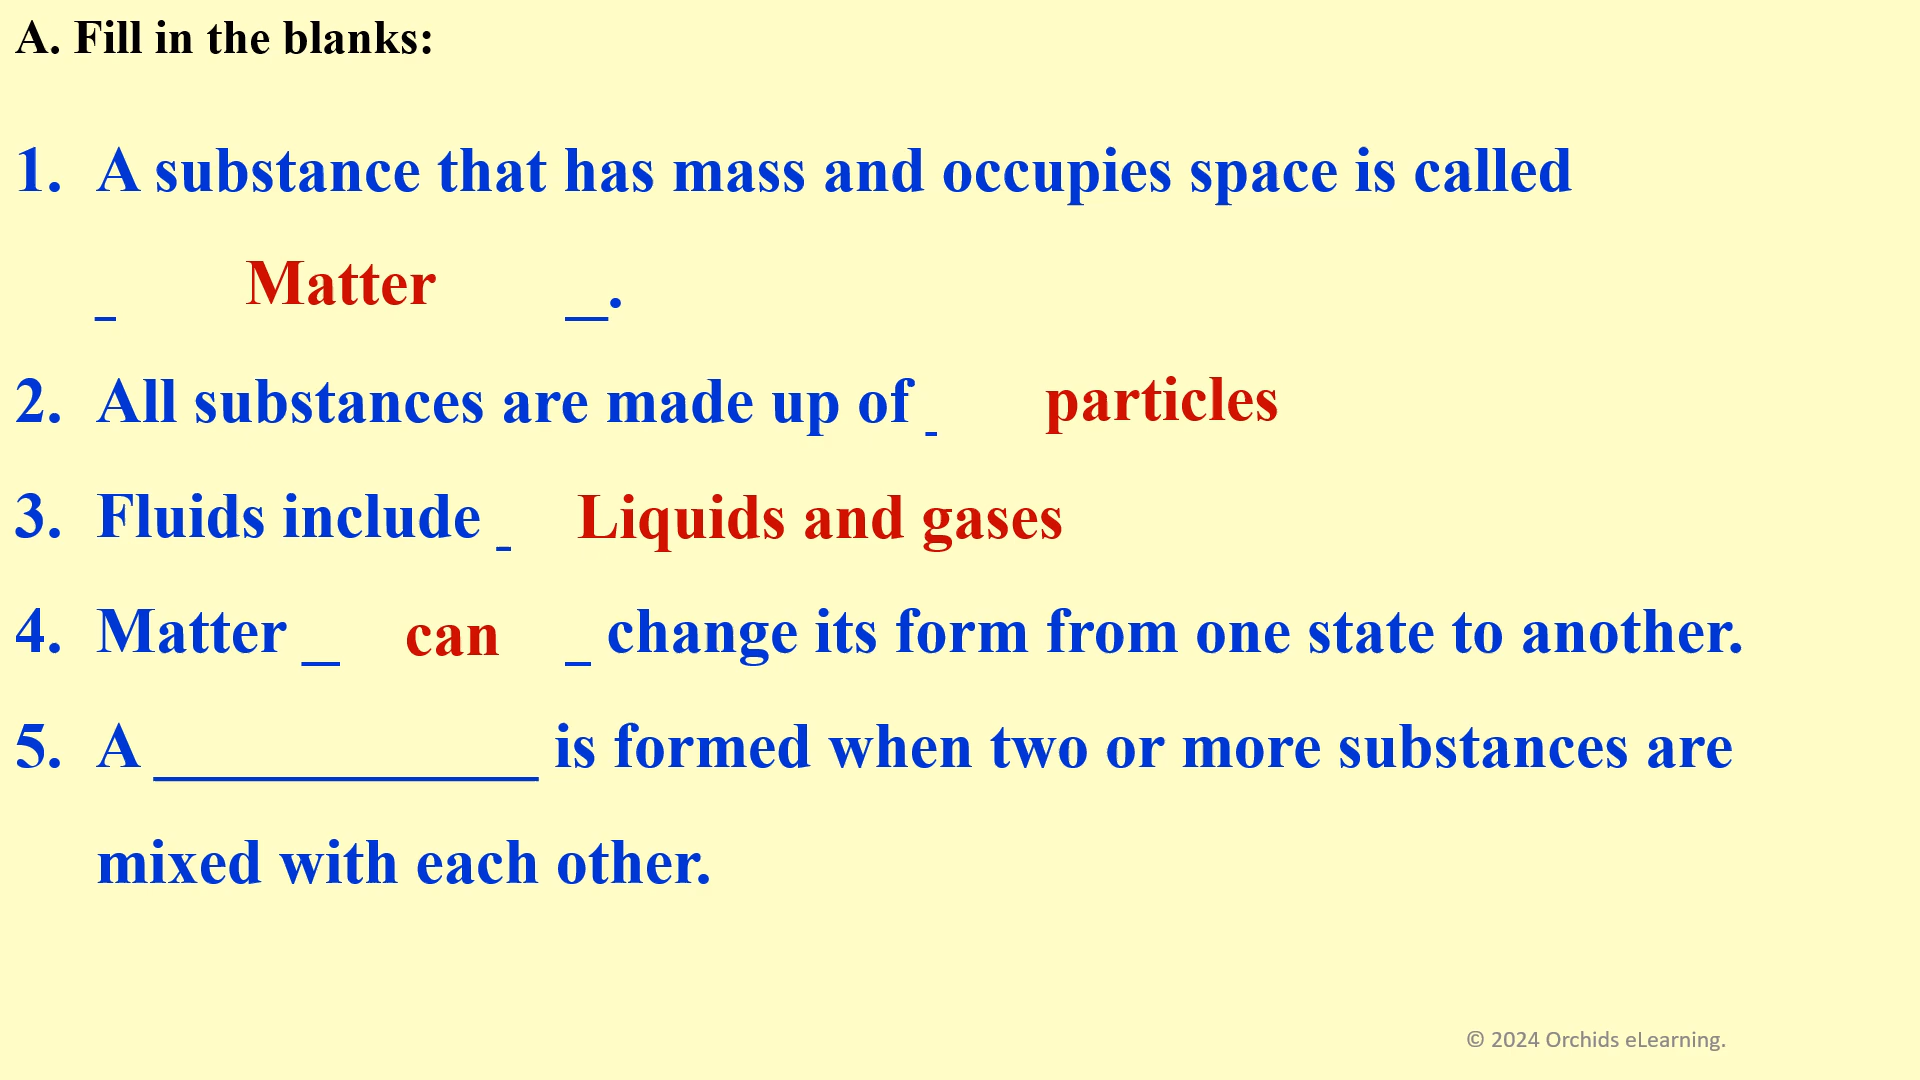 A. Fill in the blanks:
1. A substance that has mass and occupies space is called
_ Matter __.
2. All substances are made up of _ particles
3. Fluids include _ Liquids and gases
4. Matter __ can _ change its form from one state to another.
5. A ____________ is formed when two or more substances are
mixed with each other.
© 2024 Orchids eLearning.